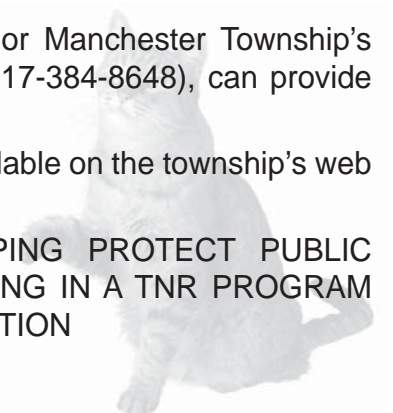 or Manchester Township's
17-384-8648), can provide
lable on the township's web
PING PROTECT PUBLIC
NG IN A TNR PROGRAM
TION